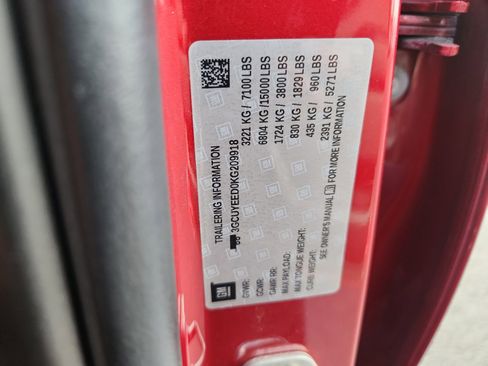 TRAILERING INFORMATION
3GCUYEED0KG209918
GVWR: 3221 KG / 7100 LBS
GCWR: 6804 KG / 15000 LBS
GAWR RR: 1724 KG / 3800 LBS
MAX PAYLOAD: 830 KG / 1829 LBS
MAX TONGUE WEIGHT: 435 KG / 960 LBS
CURB WEIGHT: 2391 KG / 5271 LBS
SEE OWNER'S MANUAL FOR MORE INFORMATION
GM